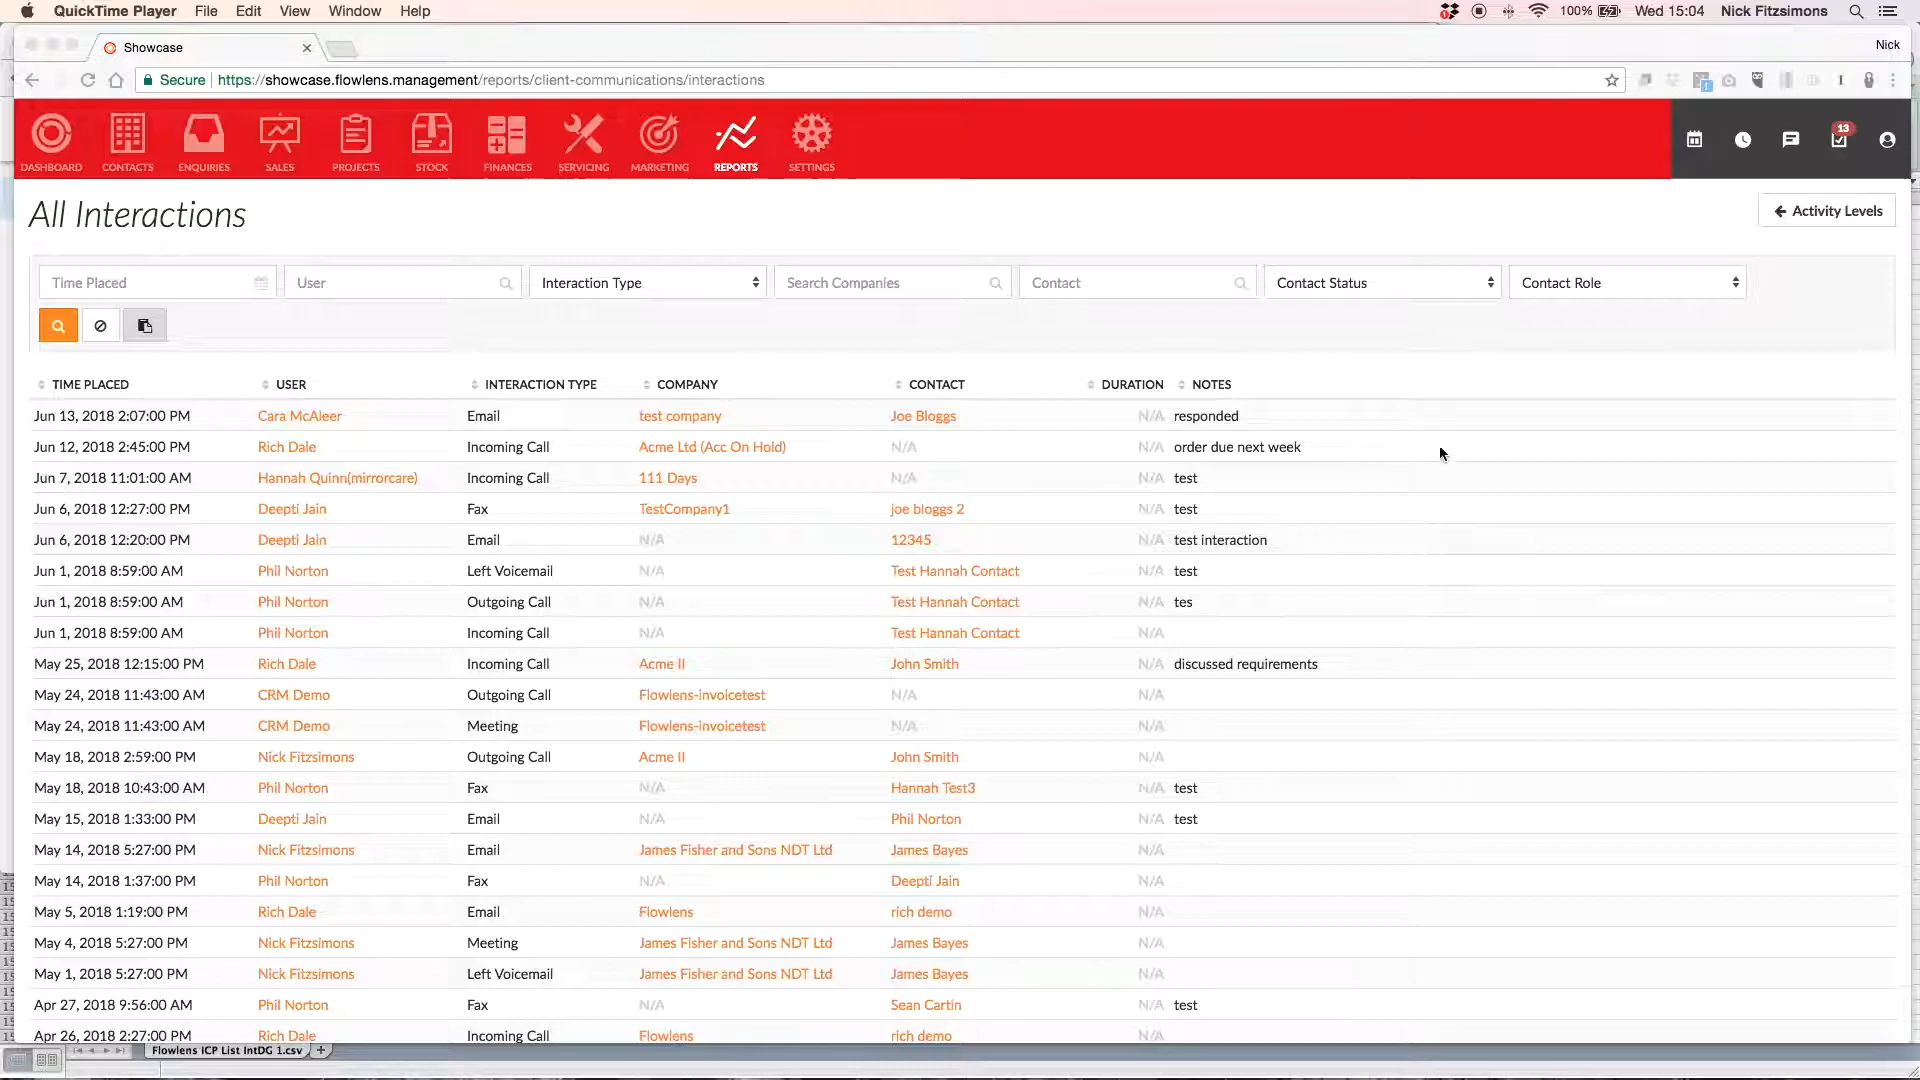 QuickTime Player File Edit View Window Help 100% Wed 15:04 Nick Fitzsimons
Showcase Nick
Secure https://showcase.flowlens.management/reports/client-communications/interactions
13
DASHBOARD CONTACTS ENQUIRIES SALES PROJECTS STOCK FINANCES SERVICING MARKETING REPORTS SETTINGS
All Interactions
Activity Levels
Time Placed User Interaction Type Search Companies Contact Contact Status Contact Role
TIME PLACED USER INTERACTION TYPE COMPANY CONTACT DURATION NOTES
Jun 13, 2018 2:07:00 PM Cara McAleer Email test company Joe Bloggs N/A responded
Jun 12, 2018 2:45:00 PM Rich Dale Incoming Call Acme Ltd (Acc On Hold) N/A N/A order due next week
Jun 7, 2018 11:01:00 AM Hannah Quinn(mirrorcare) Incoming Call 111 Days N/A N/A test
Jun 6, 2018 12:27:00 PM Deepti Jain Fax TestCompany1 joe bloggs 2 N/A test
Jun 6, 2018 12:20:00 PM Deepti Jain Email N/A 12345 N/A test interaction
Jun 1, 2018 8:59:00 AM Phil Norton Left Voicemail N/A Test Hannah Contact N/A test
Jun 1, 2018 8:59:00 AM Phil Norton Outgoing Call N/A Test Hannah Contact N/A tes
Jun 1, 2018 8:59:00 AM Phil Norton Incoming Call N/A Test Hannah Contact N/A
May 25, 2018 12:15:00 PM Rich Dale Incoming Call Acme II John Smith N/A discussed requirements
May 24, 2018 11:43:00 AM CRM Demo Outgoing Call Flowlens-invoicetest N/A N/A
May 24, 2018 11:43:00 AM CRM Demo Meeting Flowlens-invoicetest N/A N/A
May 18, 2018 2:59:00 PM Nick Fitzsimons Outgoing Call Acme II John Smith N/A
May 18, 2018 10:43:00 AM Phil Norton Fax N/A Hannah Test3 N/A test
May 15, 2018 1:33:00 PM Deepti Jain Email N/A Phil Norton N/A test
May 14, 2018 5:27:00 PM Nick Fitzsimons Email James Fisher and Sons NDT Ltd James Bayes N/A
May 14, 2018 1:37:00 PM Phil Norton Fax N/A Deepti Jain N/A
May 5, 2018 1:19:00 PM Rich Dale Email Flowlens rich demo N/A
May 4, 2018 5:27:00 PM Nick Fitzsimons Meeting James Fisher and Sons NDT Ltd James Bayes N/A
May 1, 2018 5:27:00 PM Nick Fitzsimons Left Voicemail James Fisher and Sons NDT Ltd James Bayes N/A
Apr 27, 2018 9:56:00 AM Phil Norton Fax N/A Sean Cartin N/A test
Apr 26, 2018 2:27:00 PM Rich Dale Incoming Call Flowlens rich demo N/A
Flowlens ICP List IntDG 1.csv